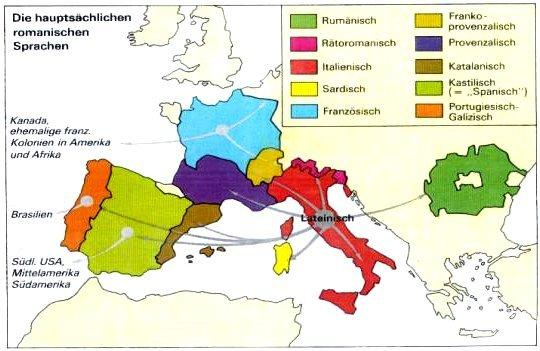 Die hauptsächlichen
romanischen
Sprachen
Rumänisch
Rätoromanisch
Italienisch
Sardisch
Französisch
Franko-
provenzalisch
Provenzalisch
Katalanisch
Kastilisch
(= „Spanisch")
Portugiesisch-
Galizisch
Kanada,
ehemalige franz.
Kolonien in Amerika
und Afrika
Brasilien
Südl. USA,
Mittelamerika
Südamerika
Lateinisch